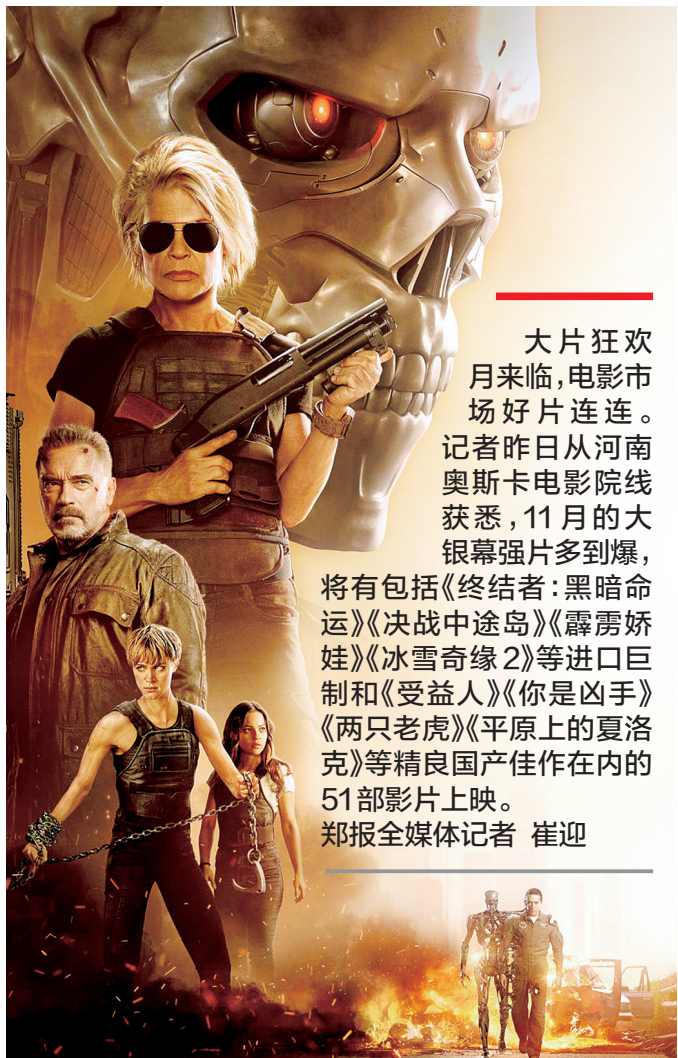 大片狂欢
月来临，电影市
场好片连连。
记者昨日从河南
奥斯卡电影院线
获悉，11月的大
银幕强片多到爆，
将有包括《终结者：黑暗命
运》《决战中途岛》《霹雳娇
娃》《冰雪奇缘2》等进口巨
制和《受益人》《你是凶手》
《两只老虎》《平原上的夏洛
克》等精良国产佳作在内的
51部影片上映。
郑报全媒体记者 崔迎